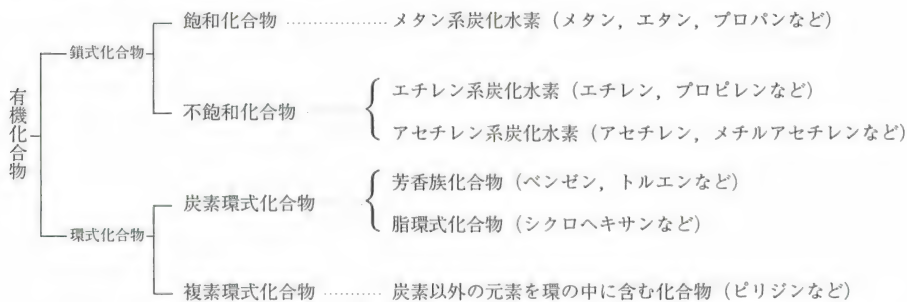 飽和化合物 ………… メタン系炭化水素（メタン，エタン，プロパンなど）
鎖式化合物
エチレン系炭化水素（エチレン，プロピレンなど）
不飽和化合物
アセチレン系炭化水素（アセチレン，メチルアセチレンなど）
有機化合物
芳香族化合物（ベンゼン，トルエンなど）
炭素環式化合物
脂環式化合物（シクロヘキサンなど）
環式化合物
複素環式化合物 ………… 炭素以外の元素を環の中に含む化合物（ピリジンなど）